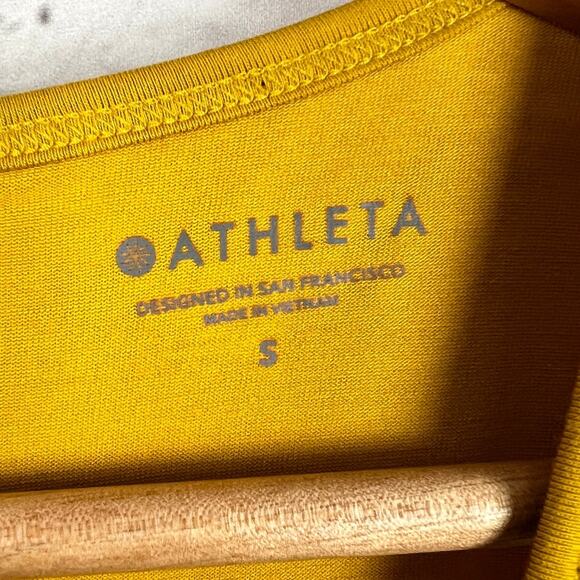 ATHLETA
DESIGNED IN SAN FRANCISCO
MADE IN VIETNAM
S